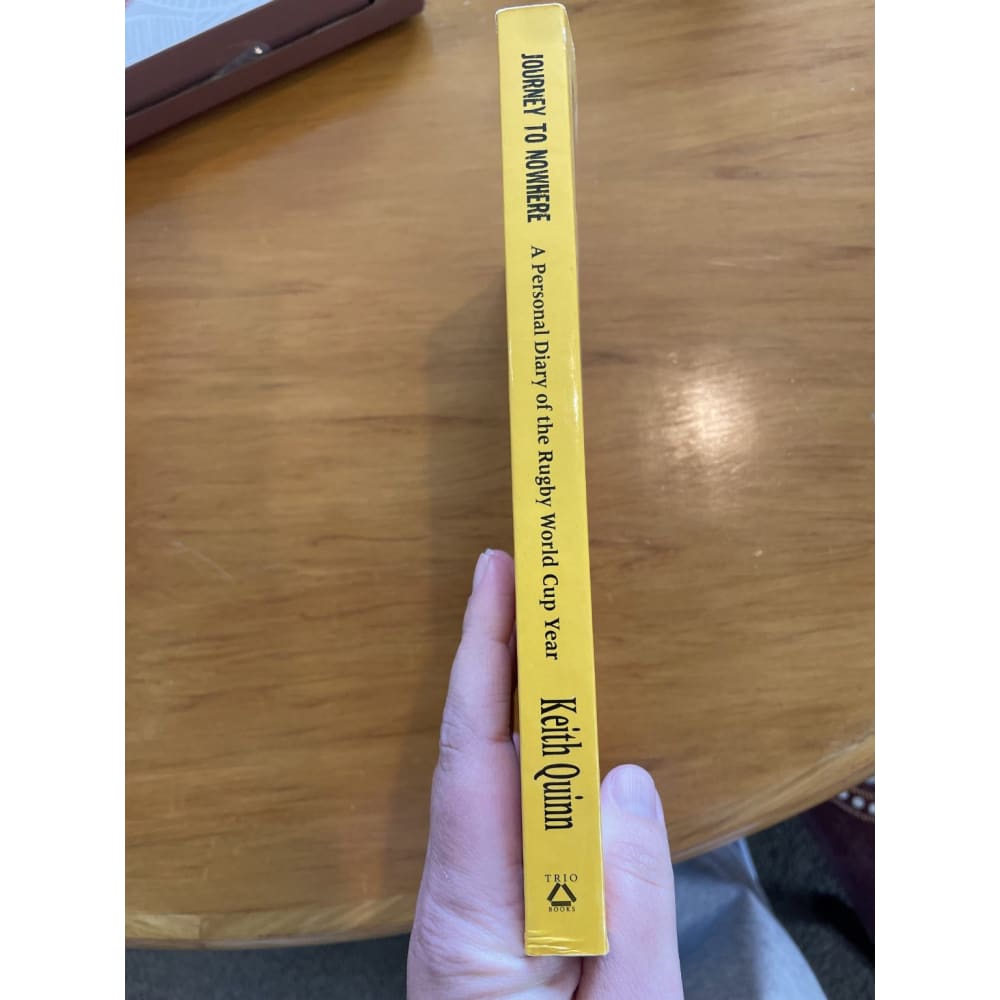 JOURNEY TO NOWHERE A Personal Diary of the Rugby World Cup Year Keith Quinn
TRIO
BOOKS